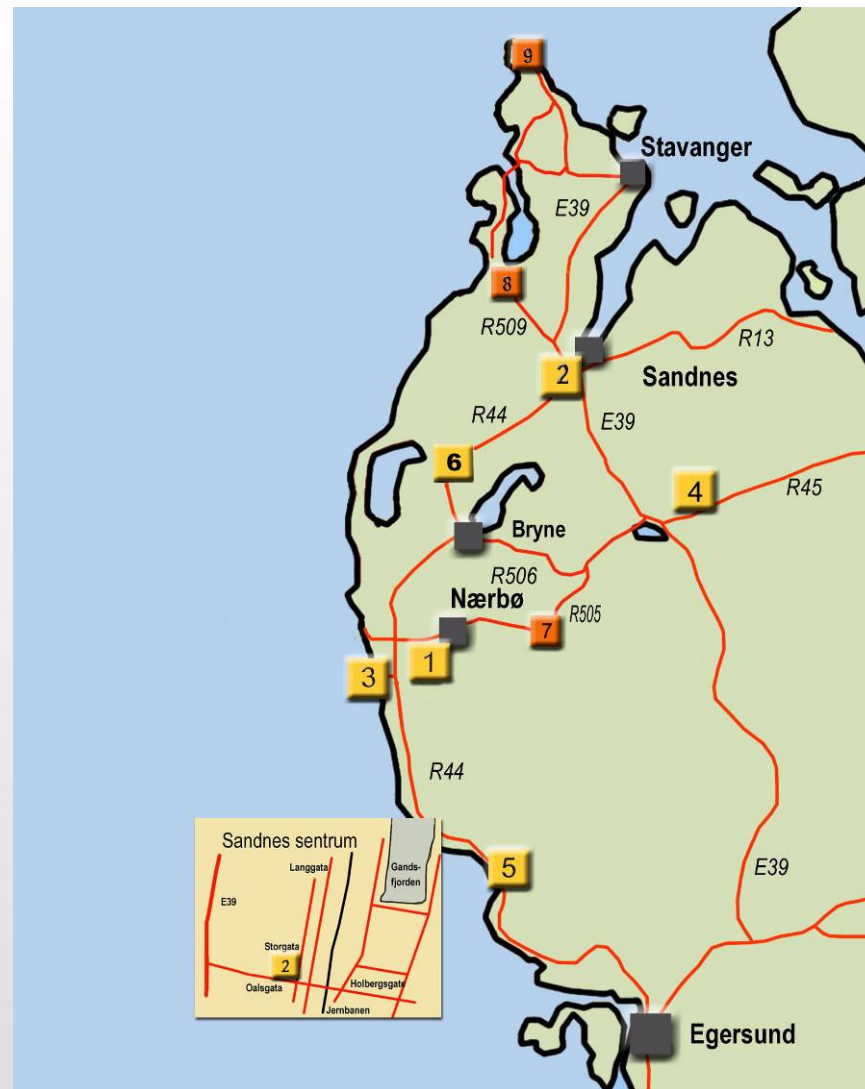 9
Stavanger
E39
8
R509
R13
2
Sandnes
R44
E39
6
4
R45
Bryne
R506
Nærbø
R505
7
1
3
R44
5
E39
Egersund
Sandnes sentrum
Langgata
Gands-
fjorden
E39
Storgata
2
Oalsgata
Holbergsgate
Jernbanen